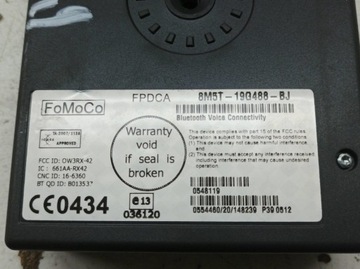 FoMoCo
FPDCA
8M5T-19G488-BJ
Bluetooth Voice Connectivity
APPROVED
Warranty
void
if seal is
broken
This device complies with part 15 of the FCC rules.
Operation is subject to the following two conditions:
(1) This device may not cause harmful interference
and
(2) This device must accept any interference received
including interference that may cause undesired
operation
FCC ID: OW3RX-42
IC : 661AA-RX42
CNC ID: 16-6360
BT QD ID: B01353*
CE0434
e13
036120
0548119
0554460/20/148239 P39 0512